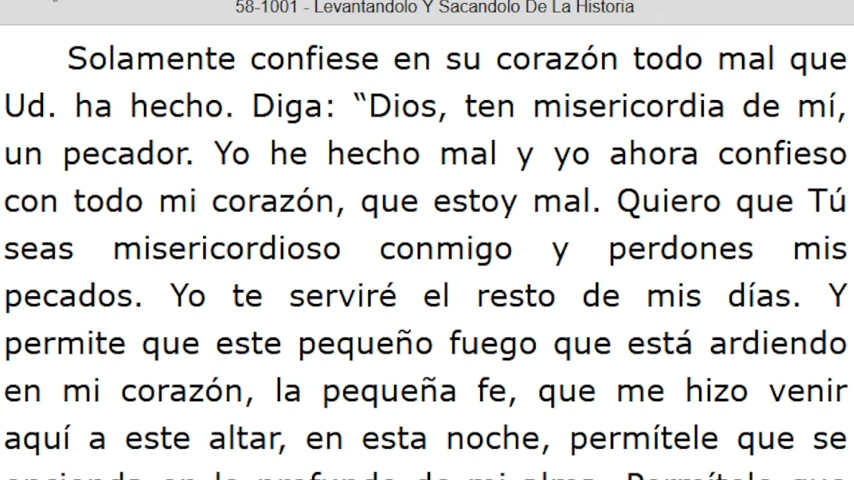 58-1001 - Levantandolo Y Sacandolo De La Historia
Solamente confiese en su corazón todo mal que
Ud. ha hecho. Diga: “Dios, ten misericordia de mí,
un pecador. Yo he hecho mal y yo ahora confieso
con todo mi corazón, que estoy mal. Quiero que Tú
seas misericordioso conmigo y perdones mis
pecados. Yo te serviré el resto de mis días. Y
permite que este pequeño fuego que está ardiendo
en mi corazón, la pequeña fe, que me hizo venir
aquí a este altar, en esta noche, permítele que se